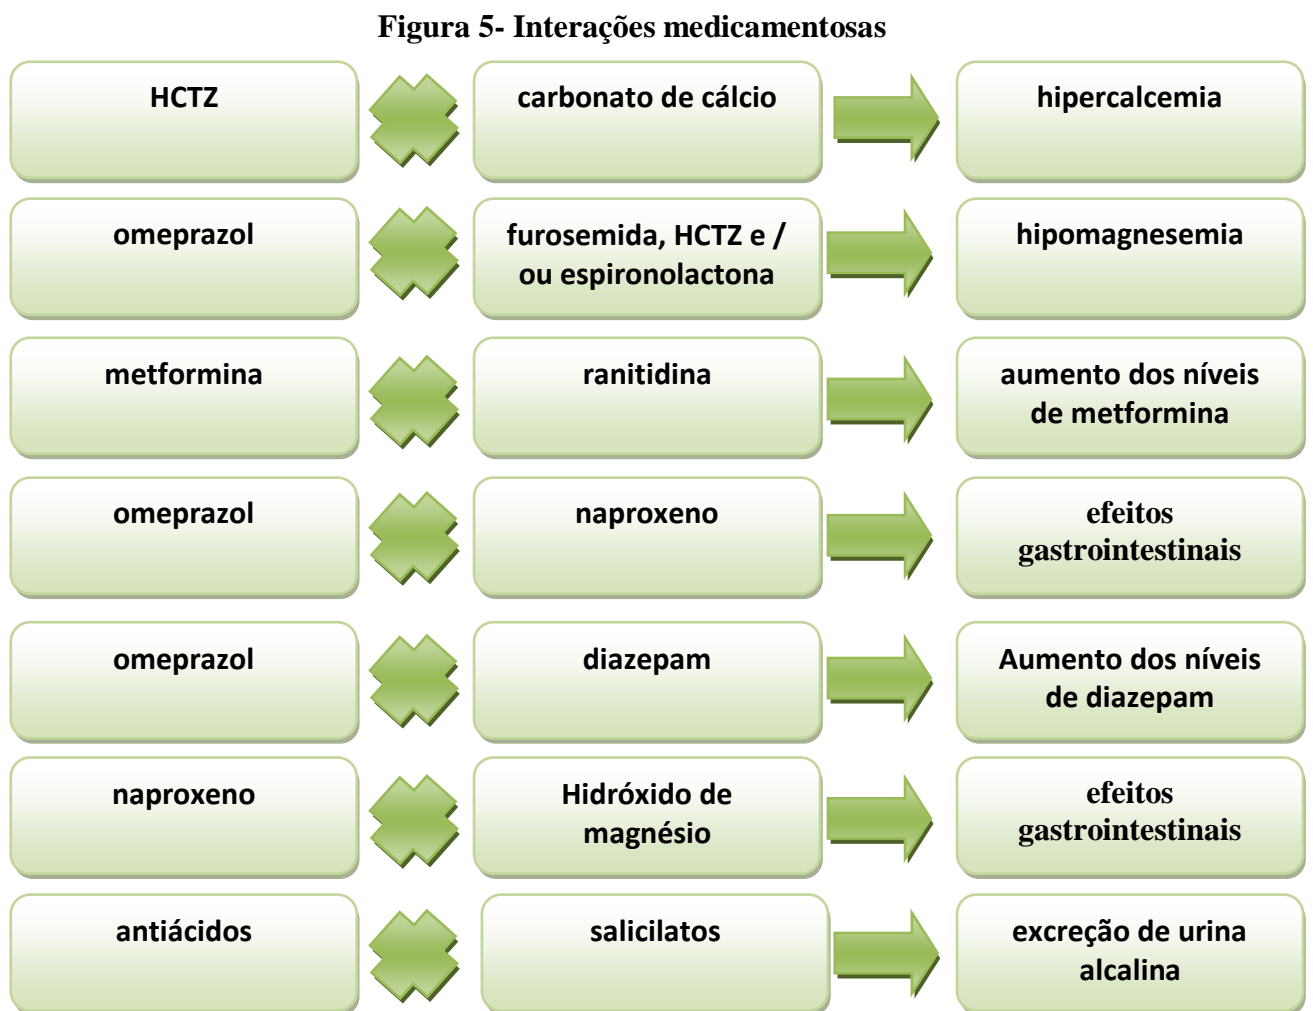 Figura 5- Interações medicamentosas
HCTZ
carbonato de cálcio
hipercalcemia
omeprazol
furosemida, HCTZ e /
ou espironolactona
hipomagnesemia
metformina
ranitidina
aumento dos níveis
de metformina
omeprazol
naproxeno
efeitos
gastrointestinais
omeprazol
diazepam
Aumento dos níveis
de diazepam
naproxeno
Hidróxido de
magnésio
efeitos
gastrointestinais
antiácidos
salicilatos
excreção de urina
alcalina